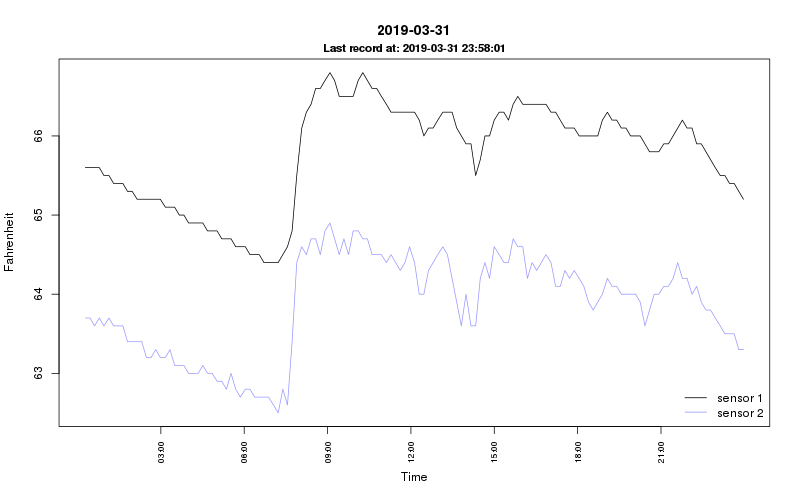 2019-03-31
Last record at: 2019-03-31 23:58:01
Fahrenheit
66
65
64
63
sensor 1
sensor 2
03:00
06:00
09:00
12:00
15:00
18:00
21:00
Time